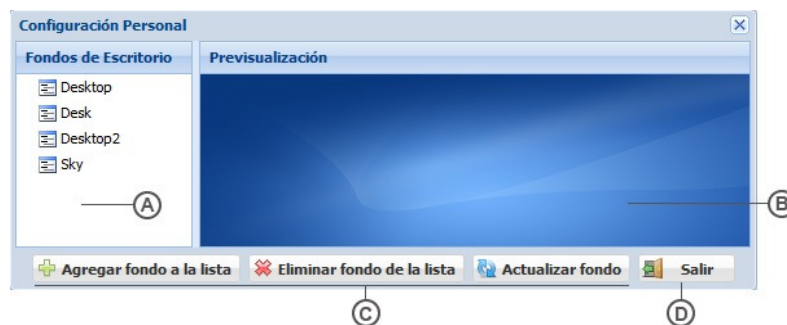 Configuración Personal
Fondos de Escritorio
Previsualización
Desktop
Desk
Desktop2
Sky
A
B
Agregar fondo a la lista
Eliminar fondo de la lista
Actualizar fondo
Salir
C
D